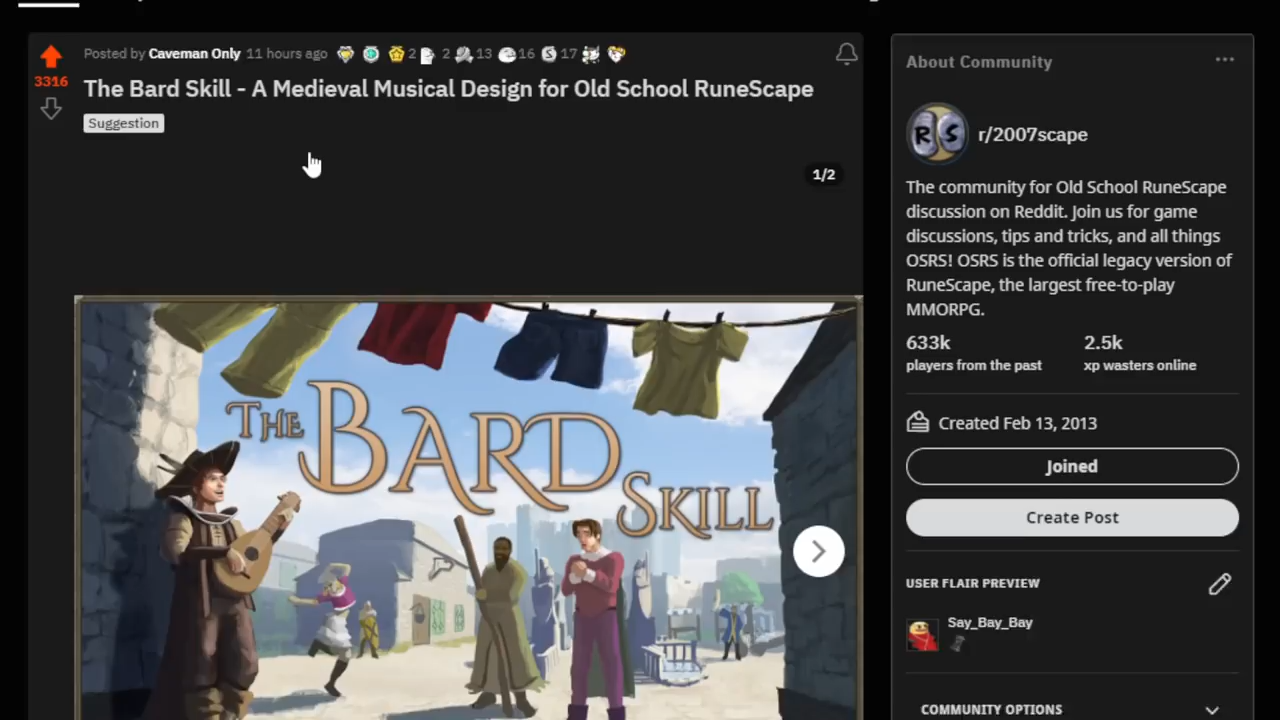 Posted by Caveman Only 11 hours ago 2 2 13 16 17
3316
The Bard Skill - A Medieval Musical Design for Old School RuneScape
Suggestion
1/2
THE BARD SKILL
About Community
RS r/2007scape
The community for Old School RuneScape
discussion on Reddit. Join us for game
discussions, tips and tricks, and all things
OSRS! OSRS is the official legacy version of
RuneScape, the largest free-to-play
MMORPG.
633k 2.5k
players from the past xp wasters online
Created Feb 13, 2013
Joined
Create Post
USER FLAIR PREVIEW
Say_Bay_Bay
COMMUNITY OPTIONS